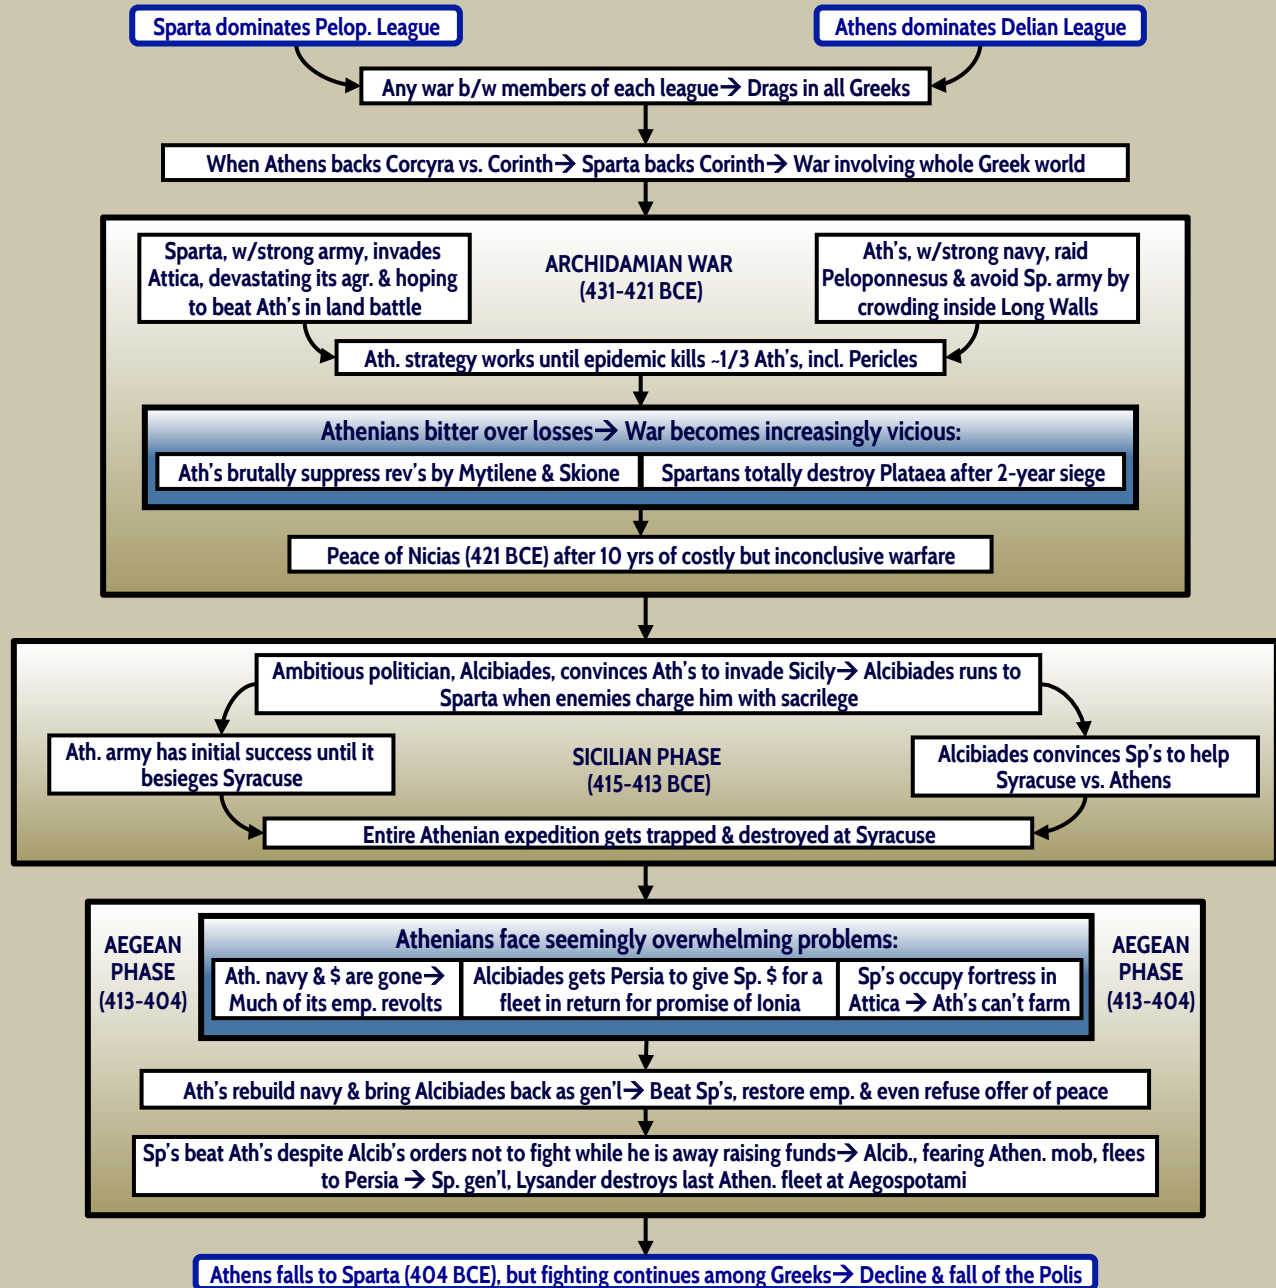 Sparta dominates Pelop. League
Athens dominates Delian League
Any war b/w members of each league→ Drags in all Greeks
When Athens backs Corcyra vs. Corinth→ Sparta backs Corinth→ War involving whole Greek world
Sparta, w/strong army, invades
Attica, devastating its agr. & hoping
to beat Ath's in land battle
ARCHIDAMIAN WAR
(431-421 BCE)
Ath's, w/strong navy, raid
Peloponnesus & avoid Sp. army by
crowding inside Long Walls
Ath. strategy works until epidemic kills ~1/3 Ath's, incl. Pericles
Athenians bitter over losses→ War becomes increasingly vicious:
Ath's brutally suppress rev's by Mytilene & Skione
Spartans totally destroy Plataea after 2-year siege
Peace of Nicias (421 BCE) after 10 yrs of costly but inconclusive warfare
Ambitious politician, Alcibiades, convinces Ath's to invade Sicily→ Alcibiades runs to
Sparta when enemies charge him with sacrilege
Ath. army has initial success until it
besieges Syracuse
SICILIAN PHASE
(415-413 BCE)
Alcibiades convinces Sp's to help
Syracuse vs. Athens
Entire Athenian expedition gets trapped & destroyed at Syracuse
AEGEAN
PHASE
(413-404)
Athenians face seemingly overwhelming problems:
Ath. navy & $ are gone→
Much of its emp. revolts
Alcibiades gets Persia to give Sp. $ for a
fleet in return for promise of Ionia
Sp's occupy fortress in
Attica → Ath's can't farm
AEGEAN
PHASE
(413-404)
Ath's rebuild navy & bring Alcibiades back as gen'l→ Beat Sp's, restore emp. & even refuse offer of peace
Sp's beat Ath's despite Alcib's orders not to fight while he is away raising funds→ Alcib., fearing Athen. mob, flees
to Persia → Sp. gen'l, Lysander destroys last Athen. fleet at Aegospotami
Athens falls to Sparta (404 BCE), but fighting continues among Greeks→ Decline & fall of the Polis